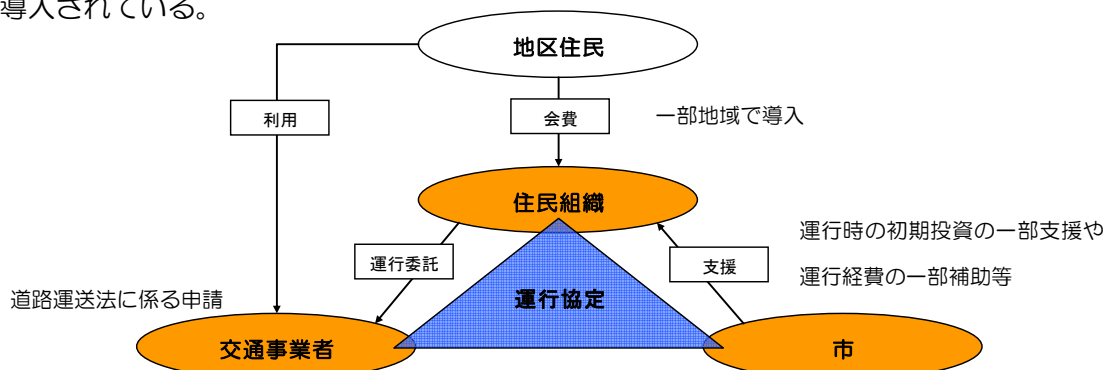 導入されている。
地区住民
利用
会費
一部地域で導入
住民組織
運行時の初期投資の一部支援や
運行委託
支援
運行経費の一部補助等
道路運送法に係る申請
運行協定
交通事業者
市